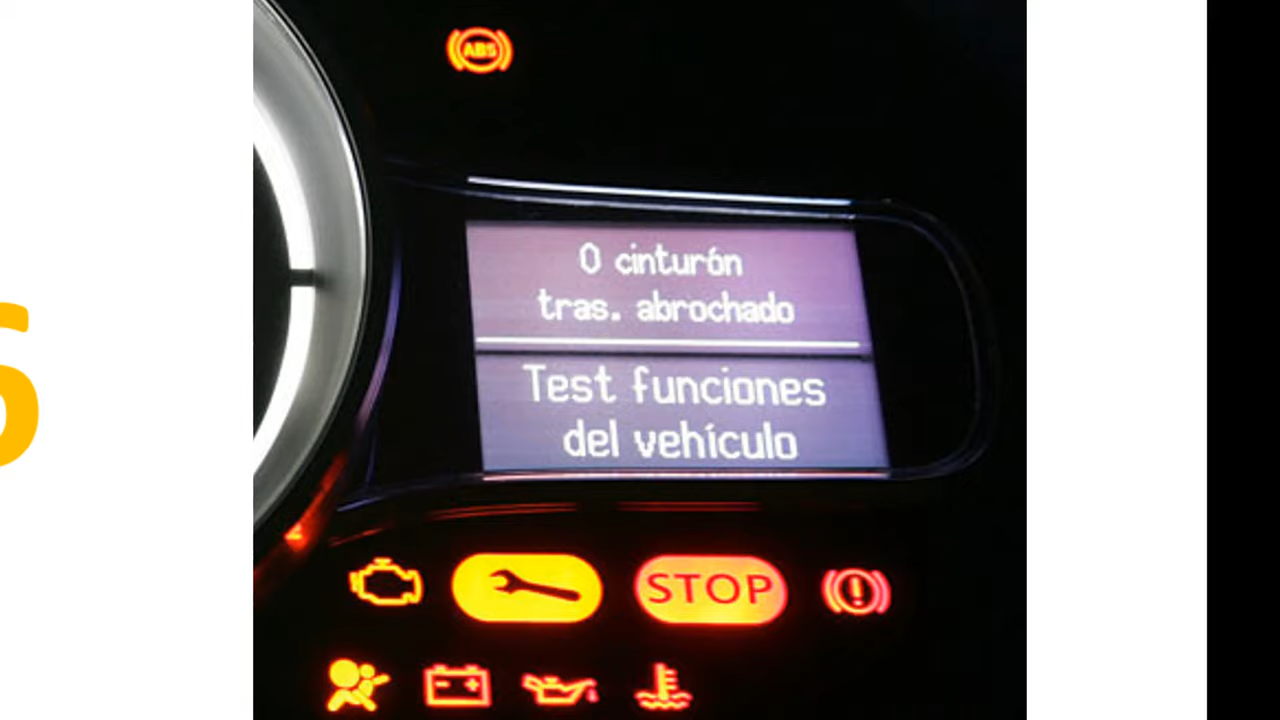 ABS
0 cinturón
tras. abrochado
Test funciones
del vehículo
STOP